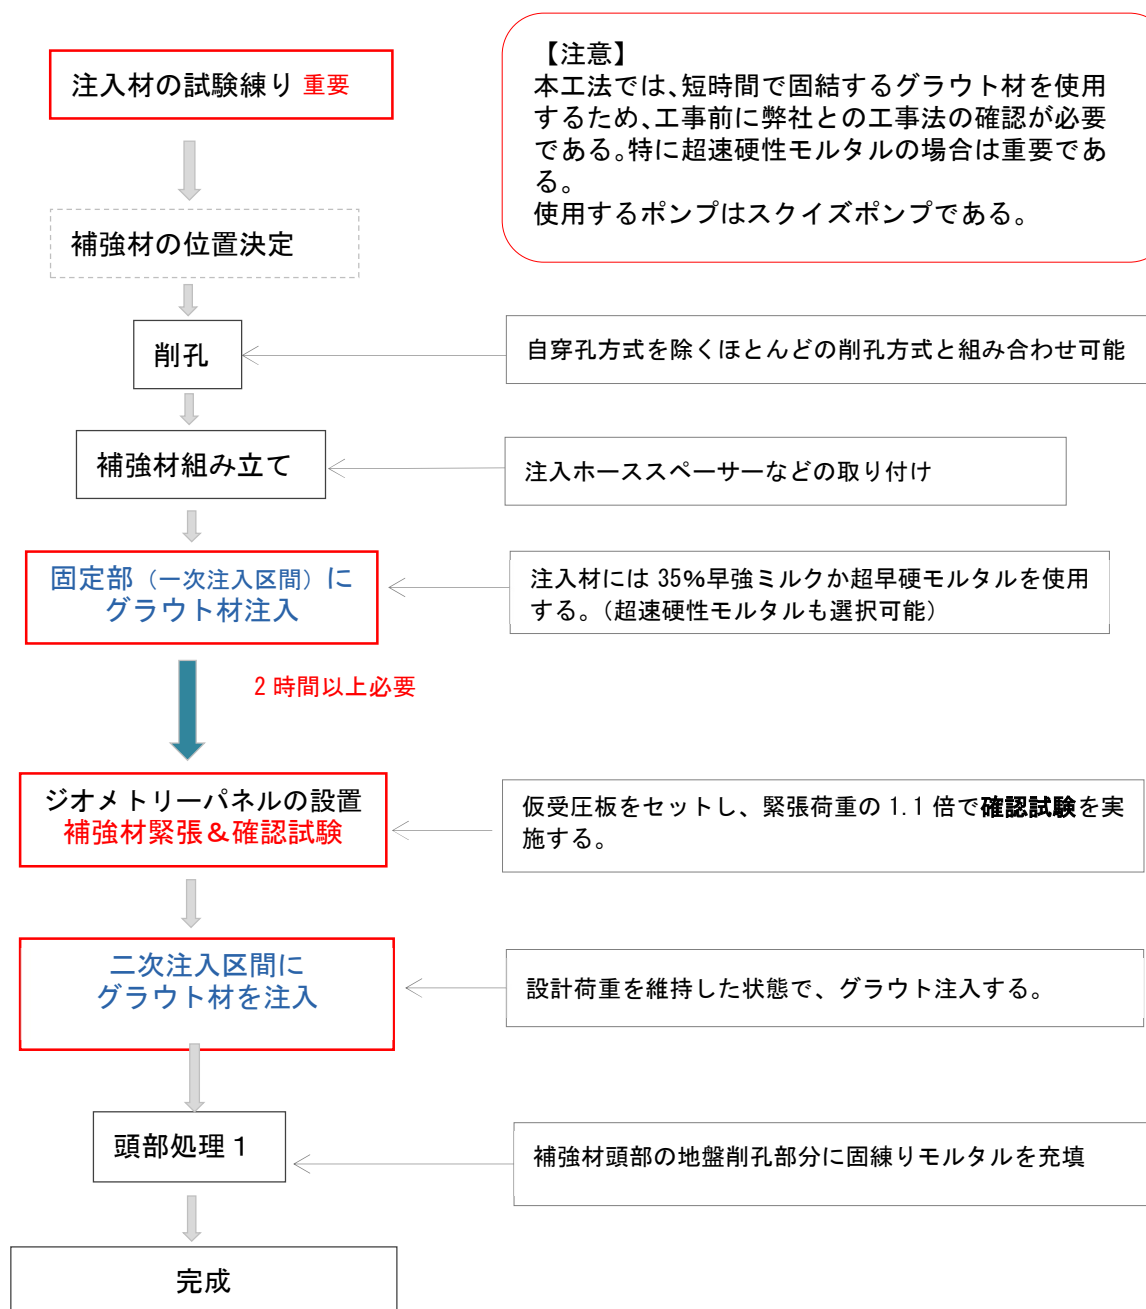 注入材の試験練り 重要
【注意】
本工法では、短時間で固結するグラウト材を使用
するため、工事前に弊社との工事法の確認が必要
である。特に超速硬性モルタルの場合は重要であ
る。
使用するポンプはスクイズポンプである。
補強材の位置決定
削孔
自穿孔方式を除くほとんどの削孔方式と組み合わせ可能
補強材組み立て
注入ホーススペーサーなどの取り付け
固定部（一次注入区間）に
グラウト材注入
注入材には 35%早強ミルクか超早硬モルタルを使用
する。（超速硬性モルタルも選択可能）
2 時間以上必要
ジオメトリーパネルの設置
補強材緊張＆確認試験
仮受圧板をセットし、緊張荷重の 1.1 倍で確認試験を実
施する。
二次注入区間に
グラウト材を注入
設計荷重を維持した状態で、グラウト注入する。
頭部処理１
補強材頭部の地盤削孔部分に固練りモルタルを充填
完成